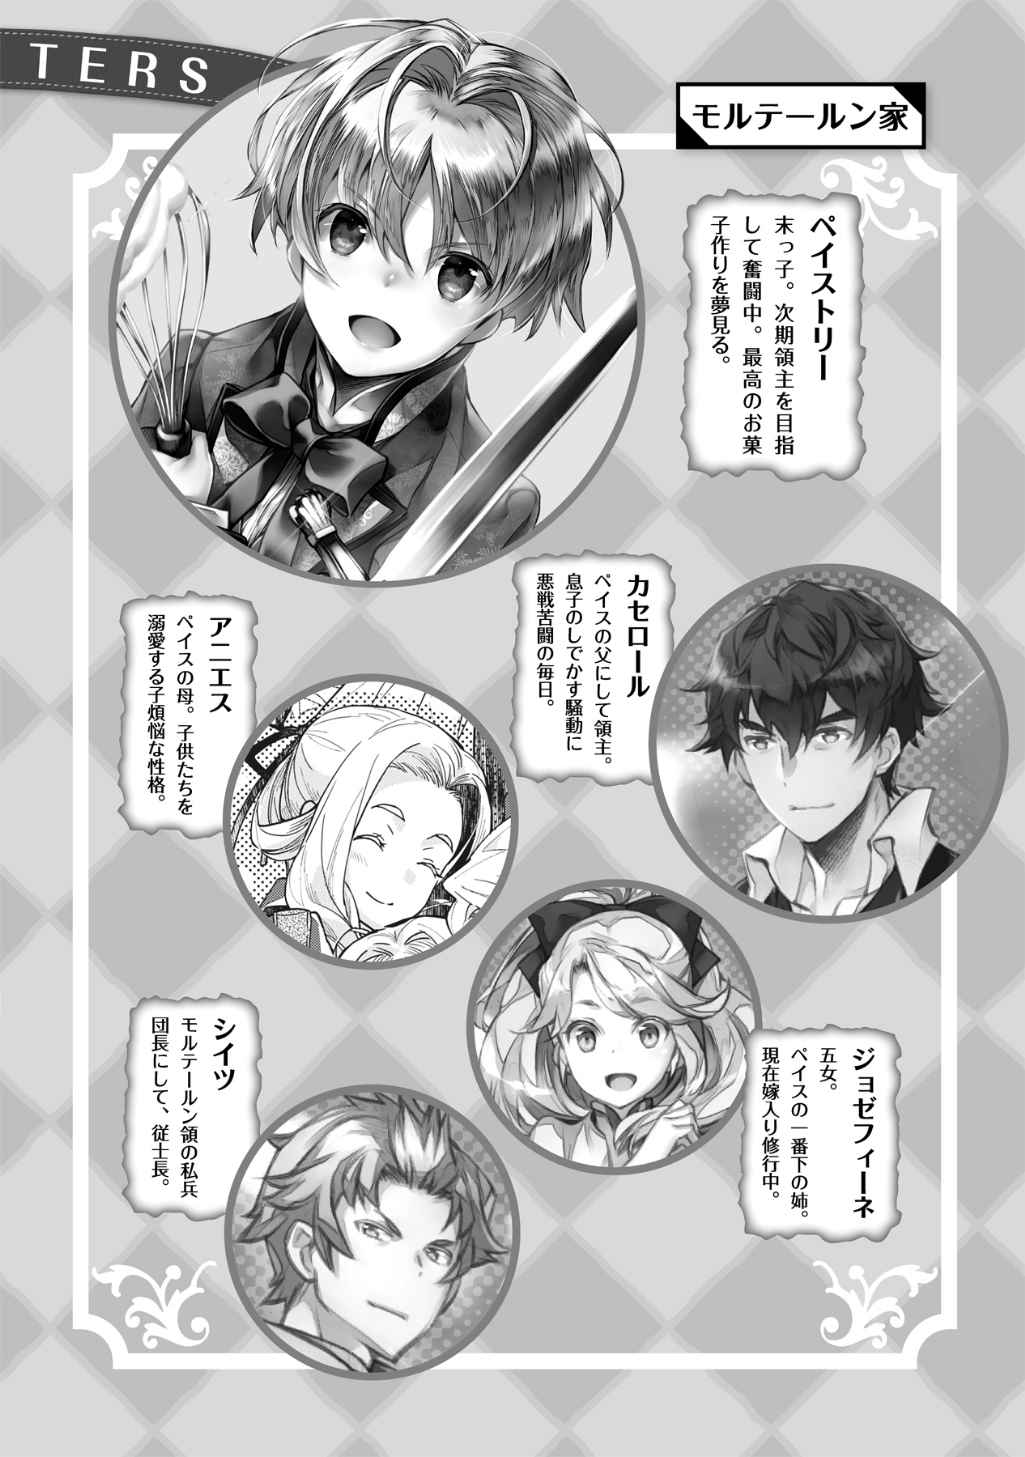 TERS
モルテールン家
ペイストリー
末っ子。次期領主を目指
して奮闘中。最高のお菓
子作りを夢見る。
カセロール
ペイスの父にして領主。
息子のしでかす騒動に
悪戦苦闘の毎日。
アニエス
ペイスの母。子供たちを
溺愛する子煩悩な性格。
ジョゼフィーネ
五女。
ペイスの一番下の姉。
現在嫁入り修行中。
シイツ
モルテールン領の私兵
団長にして、従士長。